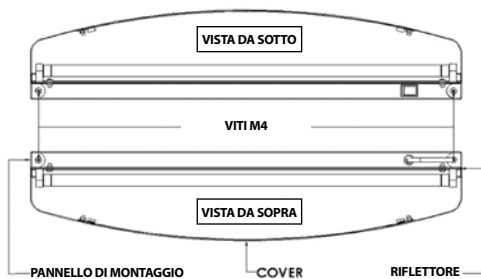 VISTA DA SOTTO
VITI M4
VISTA DA SOPRA
PANNELLO DI MONTAGGIO COVER RIFLETTORE